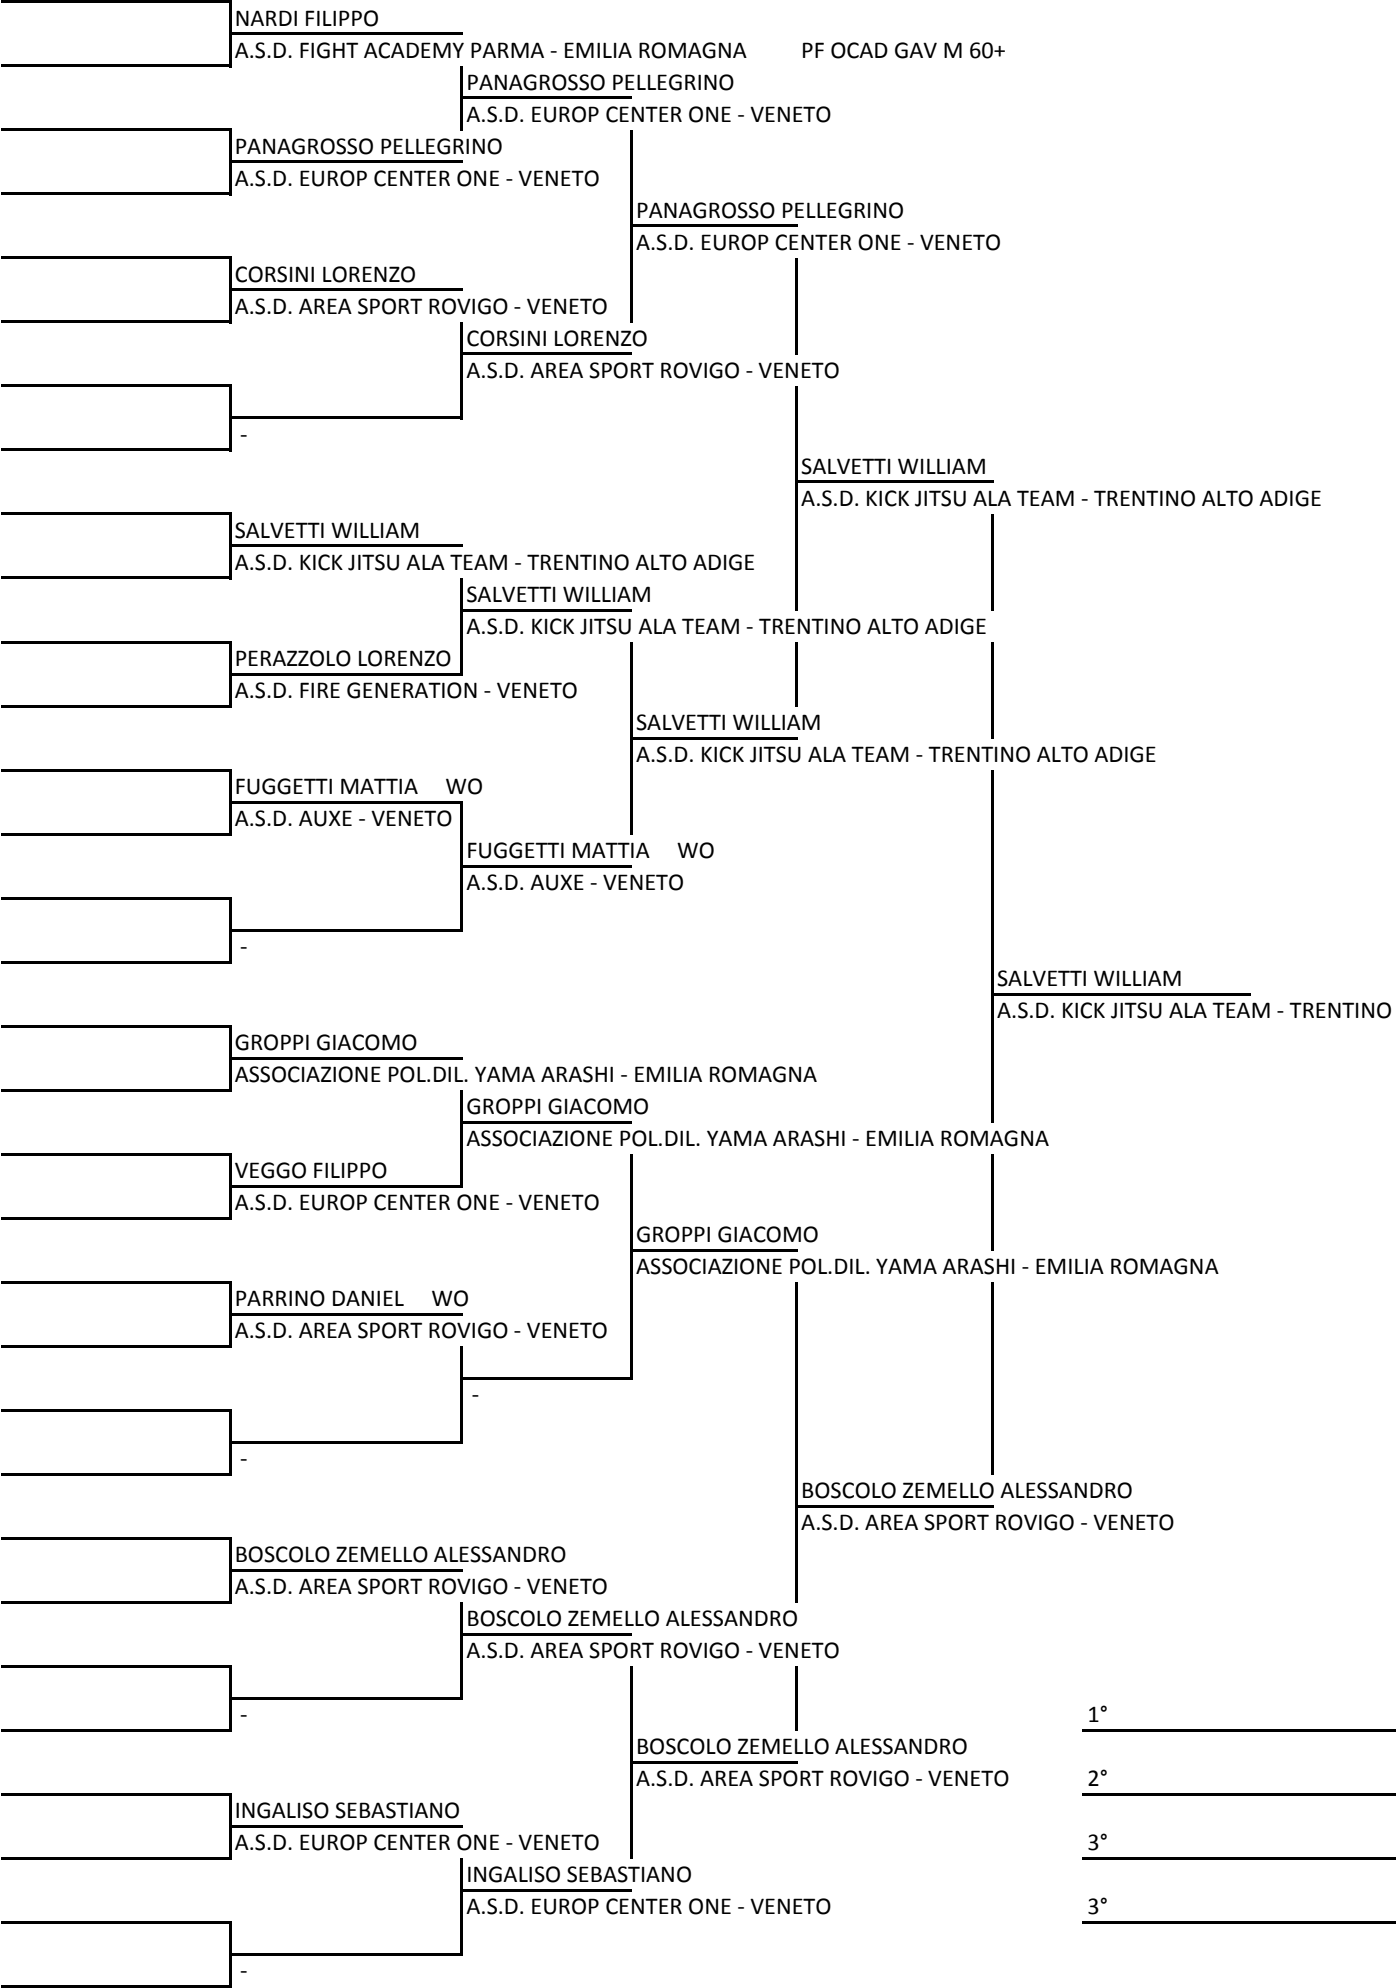 NARDI FILIPPO
A.S.D. FIGHT ACADEMY PARMA - EMILIA ROMAGNA PF OCAD GAV M 60+
PANAGROSSO PELLEGRINO
A.S.D. EUROP CENTER ONE - VENETO
PANAGROSSO PELLEGRINO
A.S.D. EUROP CENTER ONE - VENETO
PANAGROSSO PELLEGRINO
A.S.D. EUROP CENTER ONE - VENETO
CORSINI LORENZO
A.S.D. AREA SPORT ROVIGO - VENETO
CORSINI LORENZO
A.S.D. AREA SPORT ROVIGO - VENETO
-
SALVETTI WILLIAM
A.S.D. KICK JITSU ALA TEAM - TRENTINO ALTO ADIGE
SALVETTI WILLIAM
A.S.D. KICK JITSU ALA TEAM - TRENTINO ALTO ADIGE
SALVETTI WILLIAM
A.S.D. KICK JITSU ALA TEAM - TRENTINO ALTO ADIGE
PERAZZOLO LORENZO
A.S.D. FIRE GENERATION - VENETO
SALVETTI WILLIAM
A.S.D. KICK JITSU ALA TEAM - TRENTINO ALTO ADIGE
FUGGETTI MATTIA WO
A.S.D. AUXE - VENETO
FUGGETTI MATTIA WO
A.S.D. AUXE - VENETO
-
SALVETTI WILLIAM
A.S.D. KICK JITSU ALA TEAM - TRENTINO
GROPPI GIACOMO
ASSOCIAZIONE POL.DIL. YAMA ARASHI - EMILIA ROMAGNA
GROPPI GIACOMO
ASSOCIAZIONE POL.DIL. YAMA ARASHI - EMILIA ROMAGNA
VEGGO FILIPPO
A.S.D. EUROP CENTER ONE - VENETO
GROPPI GIACOMO
ASSOCIAZIONE POL.DIL. YAMA ARASHI - EMILIA ROMAGNA
PARRINO DANIEL WO
A.S.D. AREA SPORT ROVIGO - VENETO
-
-
BOSCOLO ZEMELLO ALESSANDRO
A.S.D. AREA SPORT ROVIGO - VENETO
BOSCOLO ZEMELLO ALESSANDRO
A.S.D. AREA SPORT ROVIGO - VENETO
BOSCOLO ZEMELLO ALESSANDRO
A.S.D. AREA SPORT ROVIGO - VENETO
- 1°
BOSCOLO ZEMELLO ALESSANDRO
A.S.D. AREA SPORT ROVIGO - VENETO 2°
INGALISO SEBASTIANO
A.S.D. EUROP CENTER ONE - VENETO 3°
INGALISO SEBASTIANO
A.S.D. EUROP CENTER ONE - VENETO 3°
-